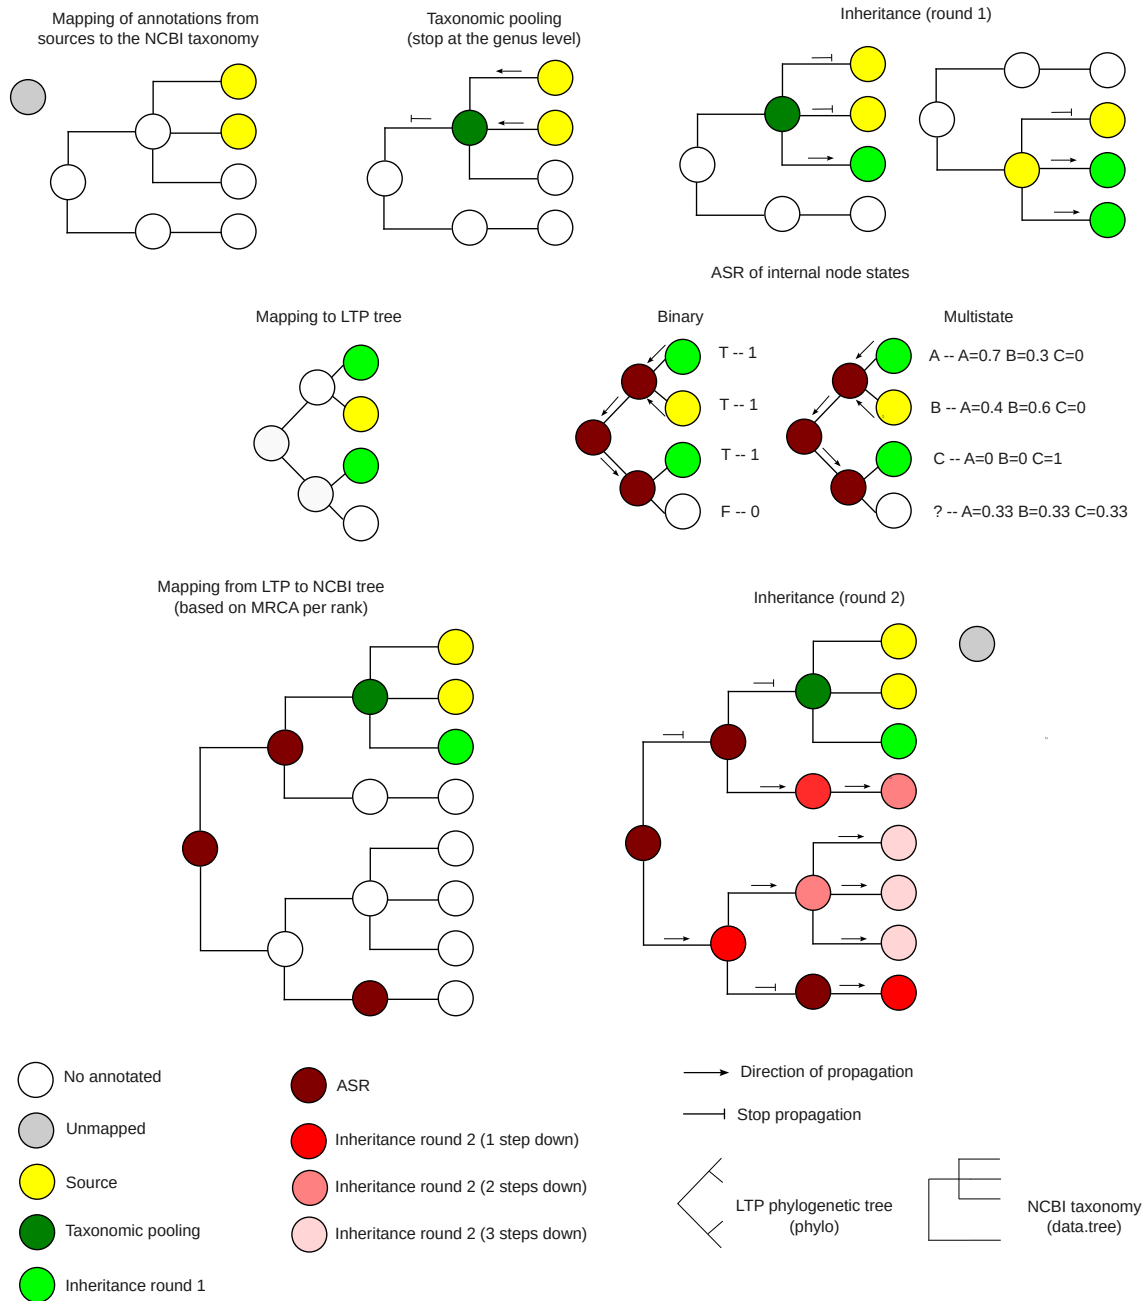 Mapping of annotations from
sources to the NCBI taxonomy
Taxonomic pooling
(stop at the genus level)
Inheritance (round 1)
ASR of internal node states
Mapping to LTP tree
Binary
T -- 1
T -- 1
T -- 1
F -- 0
Multistate
A -- A=0.7 B=0.3 C=0
B -- A=0.4 B=0.6 C=0
C -- A=0 B=0 C=1
? -- A=0.33 B=0.33 C=0.33
Mapping from LTP to NCBI tree
(based on MRCA per rank)
Inheritance (round 2)
No annotated
Unmapped
Source
Taxonomic pooling
Inheritance round 1
ASR
Inheritance round 2 (1 step down)
Inheritance round 2 (2 steps down)
Inheritance round 2 (3 steps down)
Direction of propagation
Stop propagation
LTP phylogenetic tree
(phylo)
NCBI taxonomy
(data.tree)